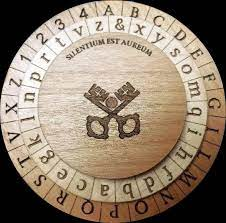 A B C D E F G I L M N O P Q R S T V X Z 1 2 3 4
a c e g k l n p r t v z & x y s o m q i h f d b
SILENTIUM EST AUREUM